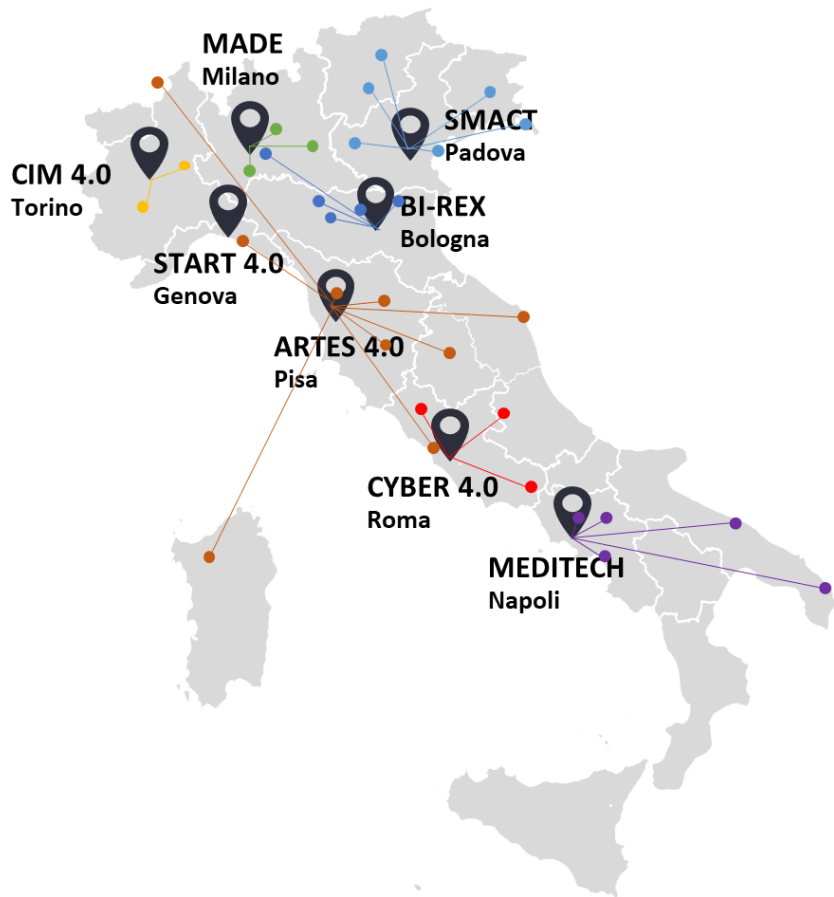 MADE
Milano
SMACT
Padova
CIM 4.0
Torino
BI-REX
Bologna
START 4.0
Genova
ARTES 4.0
Pisa
CYBER 4.0
Roma
MEDITECH
Napoli